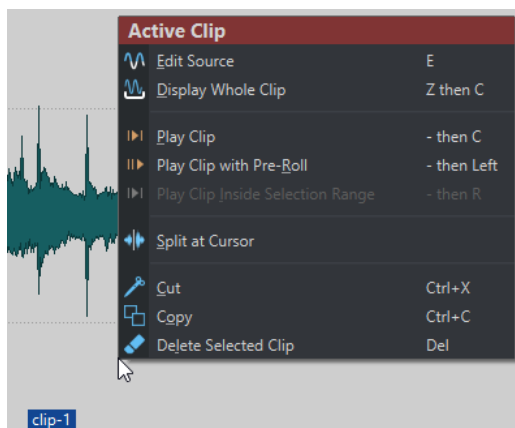 Active Clip
Edit Source E
Display Whole Clip Z then C
Play Clip - then C
Play Clip with Pre-Roll - then Left
Play Clip Inside Selection Range - then R
Split at Cursor
Cut Ctrl+X
Copy Ctrl+C
Delete Selected Clip Del
clip-1